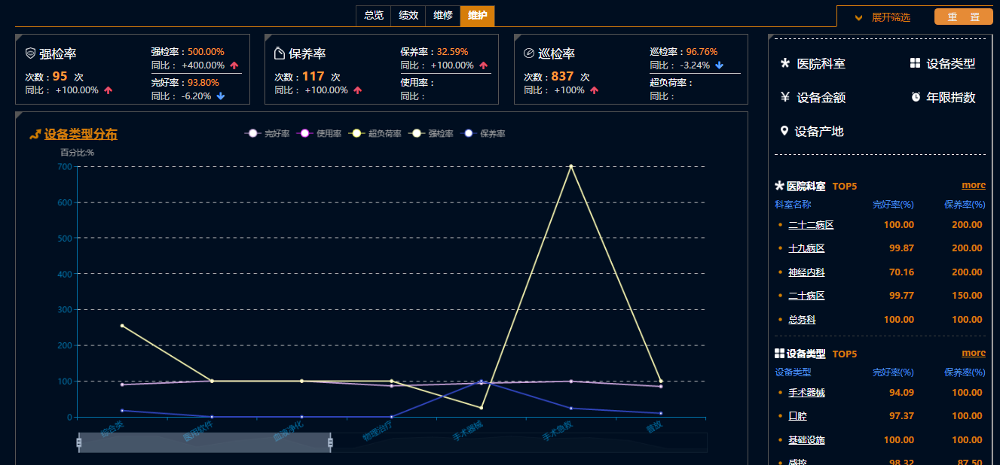 总览 绩效 维修 维护
展开筛选 重 置
强检率
强检率：500.00%
同比： +400.00%
次数：95 次
同比： +100.00%
完好率：93.80%
同比： -6.20%
保养率
保养率：32.59%
同比： +100.00%
次数：117 次
同比： +100.00%
使用率：
同比：
巡检率
巡检率：96.76%
同比： -3.24%
次数：837 次
同比： +100%
超负荷率：
同比：
设备类型分布
完好率 使用率 超负荷率 强检率 保养率
百分比:%
700
600
500
400
300
200
100
0
综合类 医用软件 血液净化 物理治疗 手术器械 手术急救 普放
医院科室 设备类型
设备金额 年限指数
设备产地
医院科室 TOP5 more
科室名称 完好率(%) 保养率(%)
二十二病区 100.00 200.00
十九病区 99.87 200.00
神经内科 70.16 200.00
二十病区 99.77 150.00
总务科 100.00 100.00
设备类型 TOP5 more
设备类型 完好率(%) 保养率(%)
手术器械 94.09 100.00
口腔 97.37 100.00
基础设施 100.00 100.00
感控 98.32 87.50